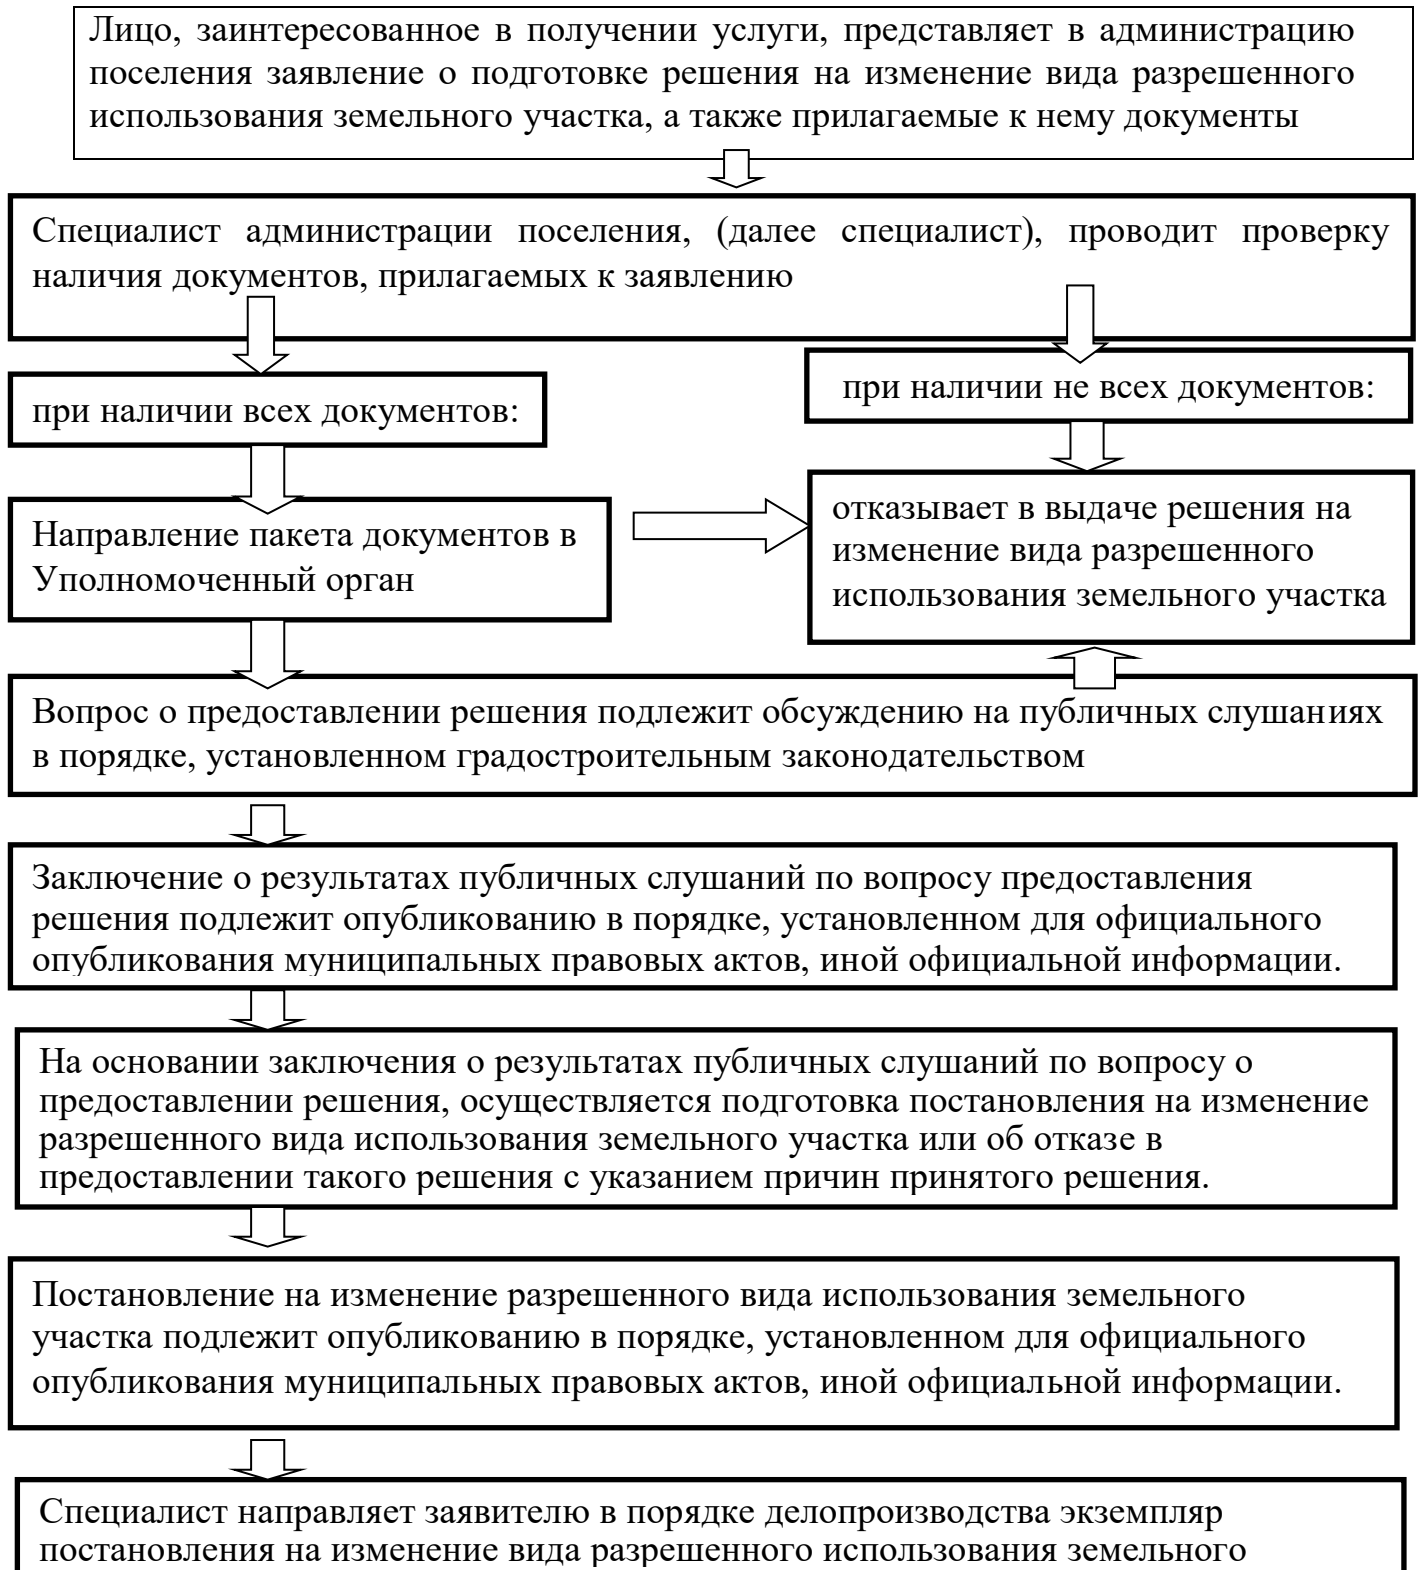 Лицо, заинтересованное в получении услуги, представляет в администрацию
поселения заявление о подготовке решения на изменение вида разрешенного
использования земельного участка, а также прилагаемые к нему документы
Специалист администрации поселения, (далее специалист), проводит проверку
наличия документов, прилагаемых к заявлению
при наличии всех документов:
при наличии не всех документов:
Направление пакета документов в
Уполномоченный орган
отказывает в выдаче решения на
изменение вида разрешенного
использования земельного участка
Вопрос о предоставлении решения подлежит обсуждению на публичных слушаниях
в порядке, установленном градостроительным законодательством
Заключение о результатах публичных слушаний по вопросу предоставления
решения подлежит опубликованию в порядке, установленном для официального
опубликования муниципальных правовых актов, иной официальной информации.
На основании заключения о результатах публичных слушаний по вопросу о
предоставлении решения, осуществляется подготовка постановления на изменение
разрешенного вида использования земельного участка или об отказе в
предоставлении такого решения с указанием причин принятого решения.
Постановление на изменение разрешенного вида использования земельного
участка подлежит опубликованию в порядке, установленном для официального
опубликования муниципальных правовых актов, иной официальной информации.
Специалист направляет заявителю в порядке делопроизводства экземпляр
постановления на изменение вида разрешенного использования земельного